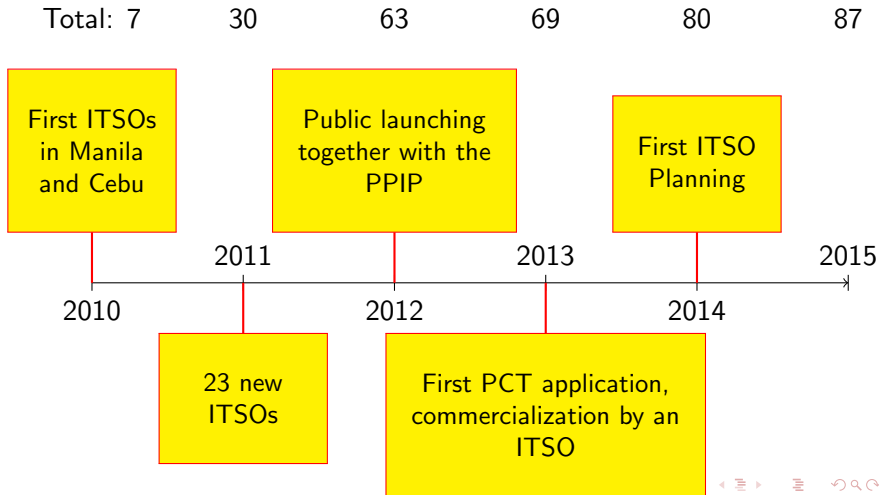 Total: 7 30 63 69 80 87
First ITSOs
in Manila
and Cebu
Public launching
together with the
PPIP
First ITSO
Planning
2011 2013 2015
2010 2012 2014
23 new
ITSOs
First PCT application,
commercialization by an
ITSO